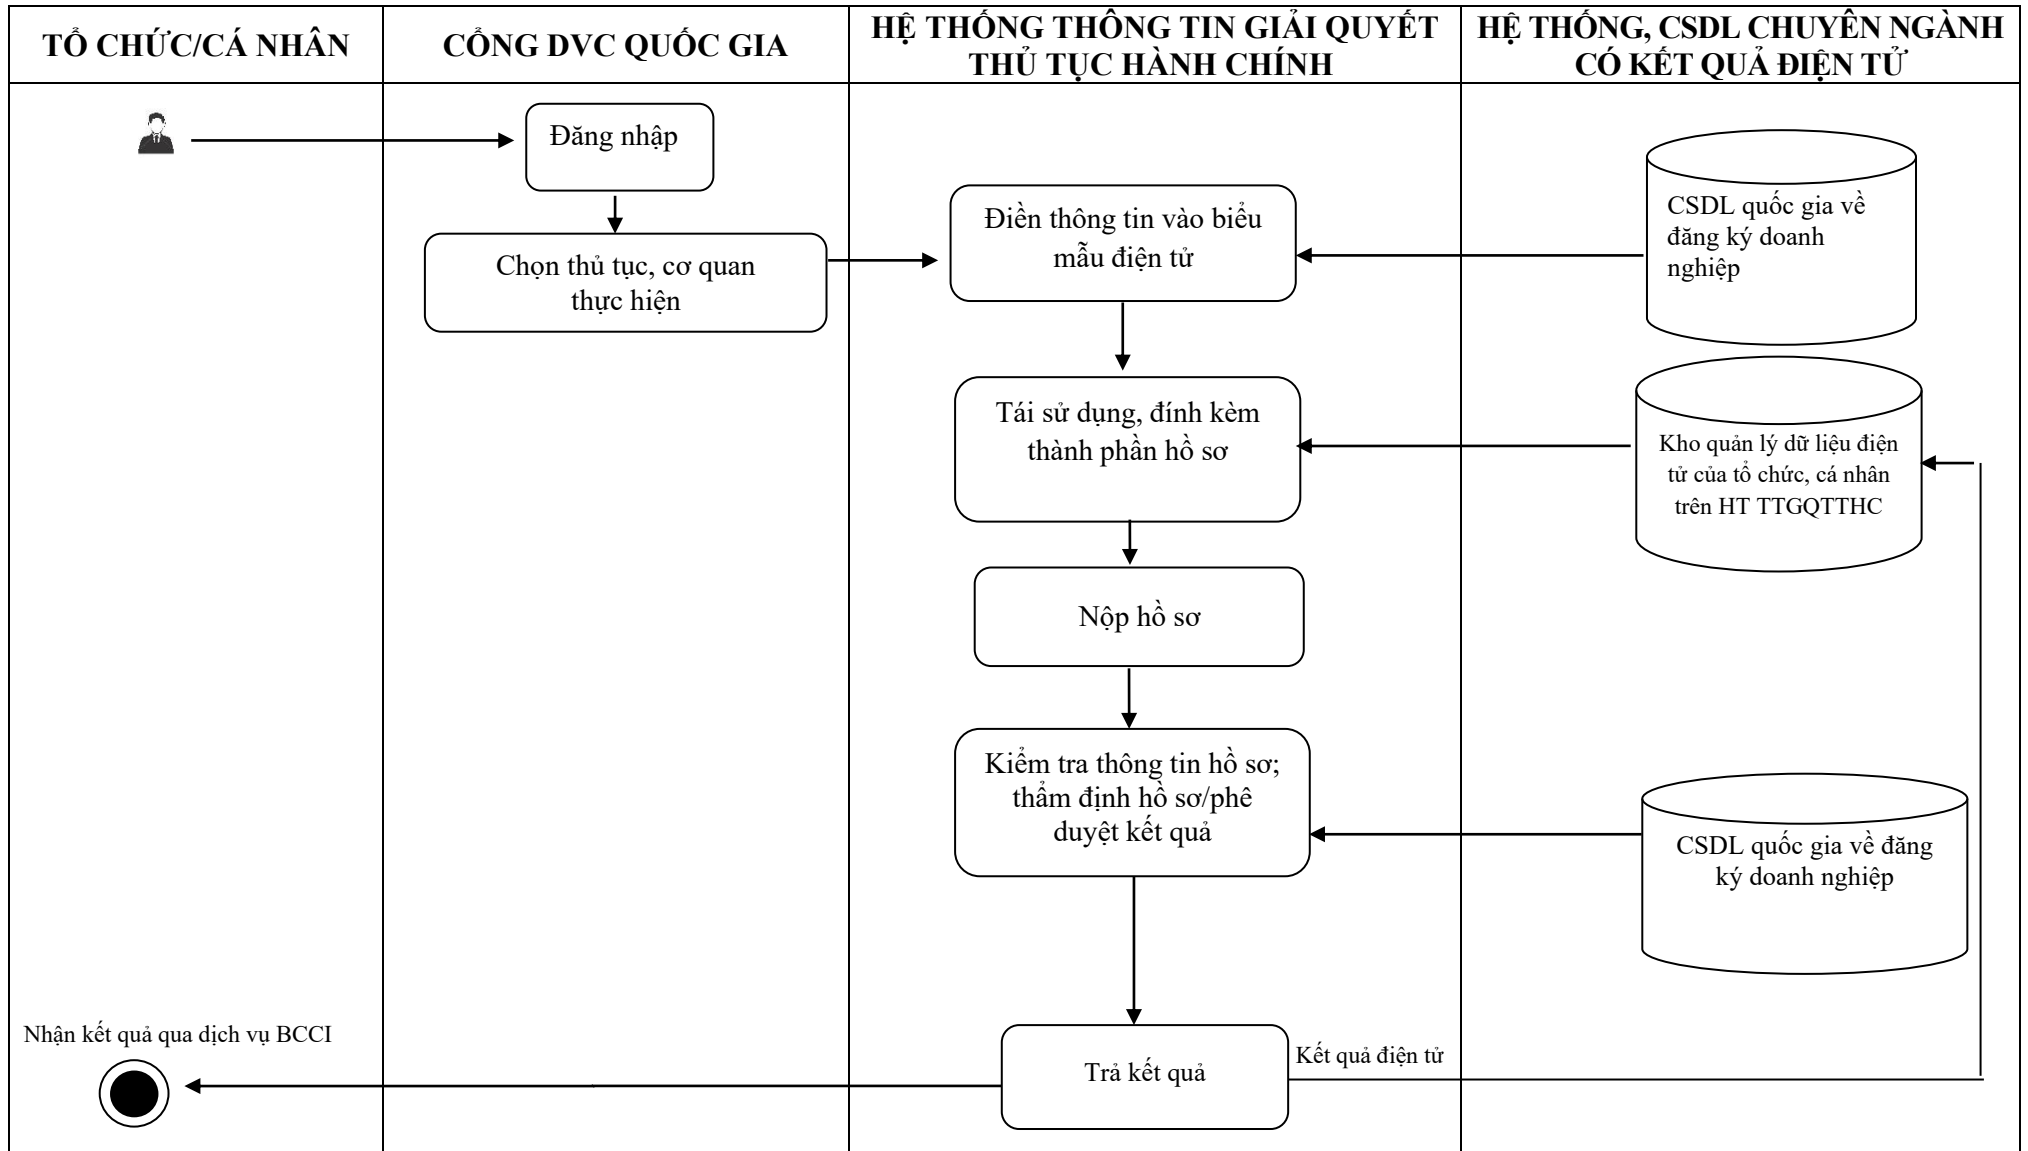 TỔ CHỨC/CÁ NHÂN
CỔNG DVC QUỐC GIA
HỆ THỐNG THÔNG TIN GIẢI QUYẾT
THỦ TỤC HÀNH CHÍNH
HỆ THỐNG, CSDL CHUYÊN NGÀNH
CÓ KẾT QUẢ ĐIỆN TỬ
Đăng nhập
Chọn thủ tục, cơ quan
thực hiện
Điền thông tin vào biểu
mẫu điện tử
CSDL quốc gia về
đăng ký doanh
nghiệp
Tái sử dụng, đính kèm
thành phần hồ sơ
Kho quản lý dữ liệu điện
tử của tổ chức, cá nhân
trên HT TTGQTTHC
Nộp hồ sơ
Kiểm tra thông tin hồ sơ;
thẩm định hồ sơ/phê
duyệt kết quả
CSDL quốc gia về đăng
ký doanh nghiệp
Nhận kết quả qua dịch vụ BCCI
Trả kết quả
Kết quả điện tử